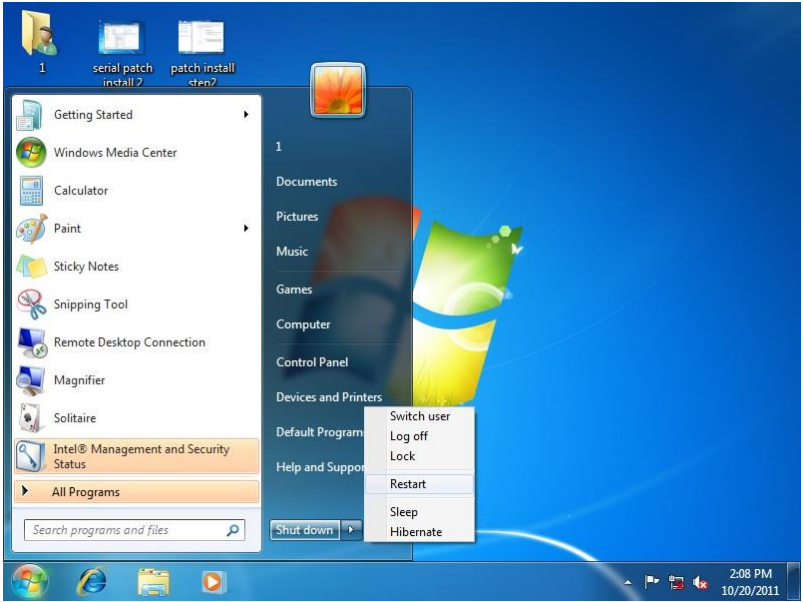 1
serial patch
install 2
patch install
step2
Getting Started
Windows Media Center
Calculator
Paint
Sticky Notes
Snipping Tool
Remote Desktop Connection
Magnifier
Solitaire
Intel® Management and Security
Status
All Programs
Search programs and files
1
Documents
Pictures
Music
Games
Computer
Control Panel
Devices and Printers
Default Program
Help and Suppor
Shut down
Switch user
Log off
Lock
Restart
Sleep
Hibernate
2:08 PM
10/20/2011